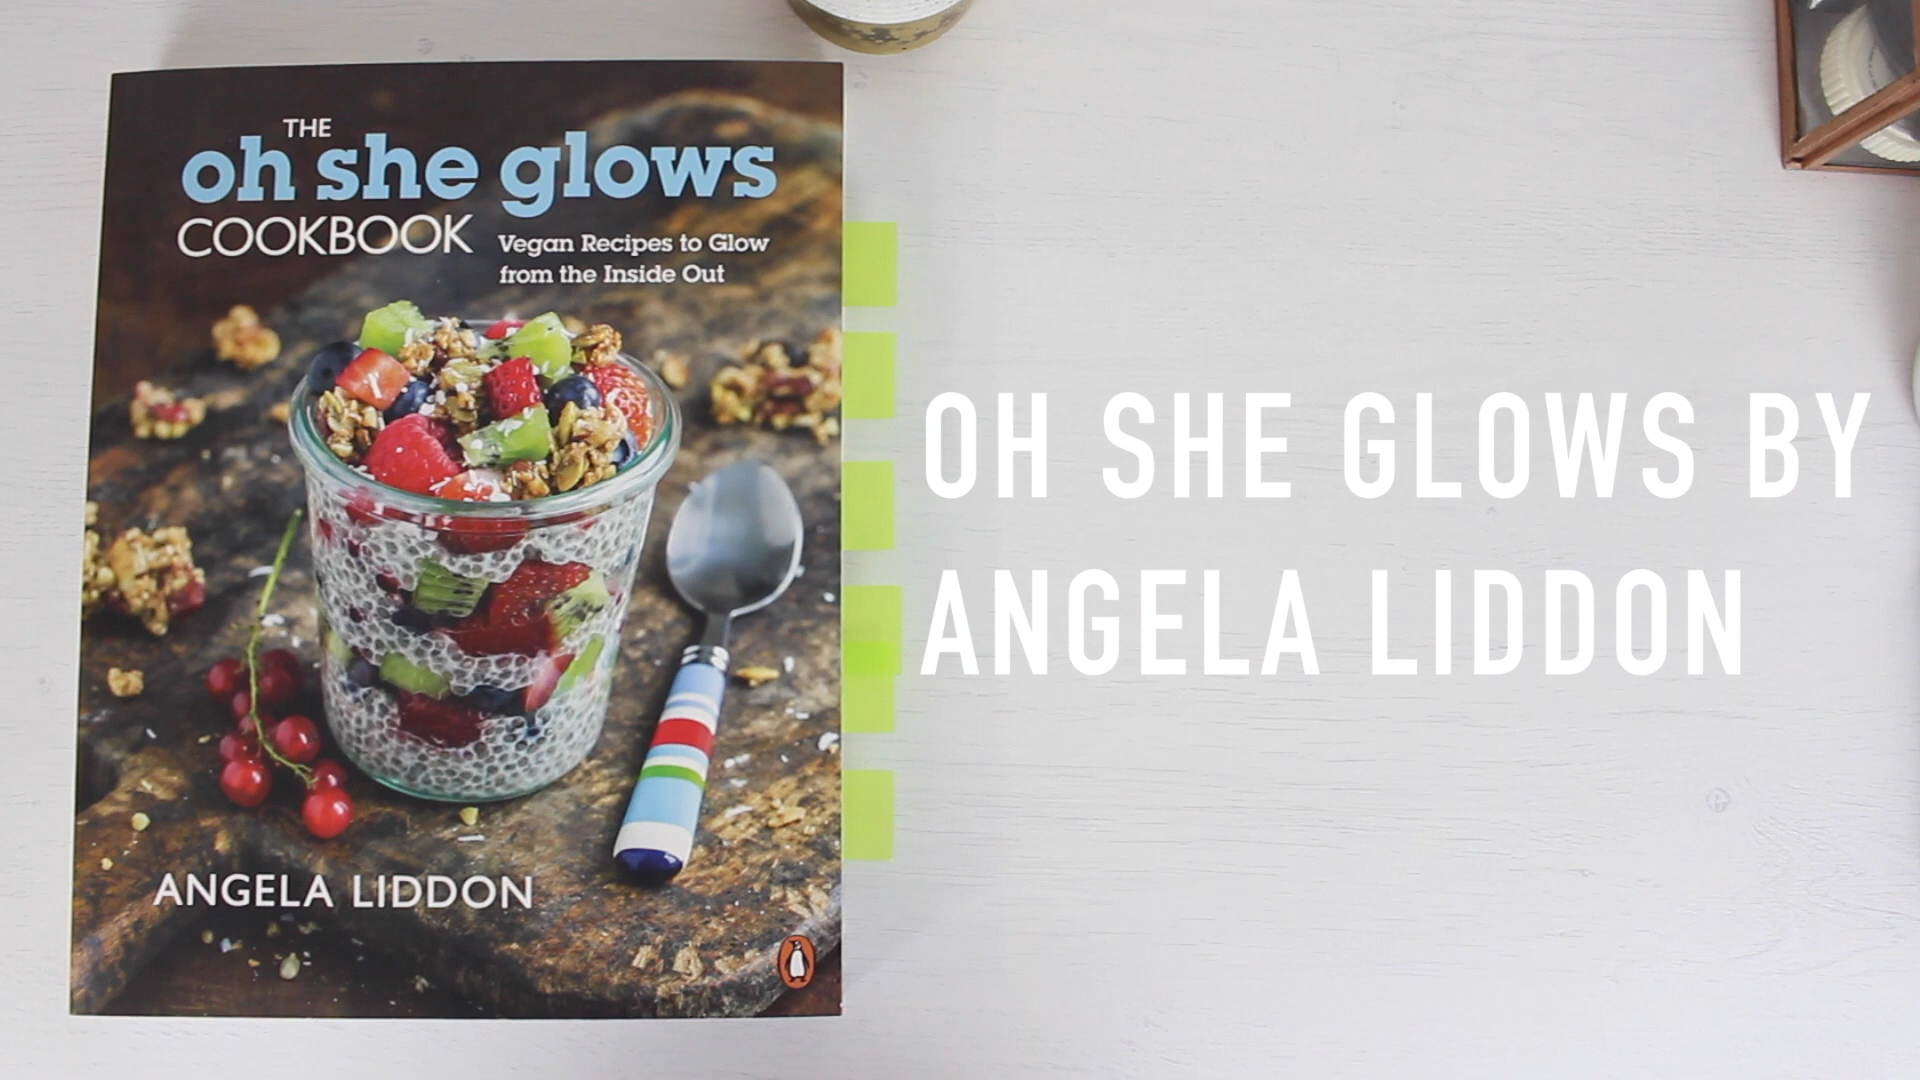 THE
oh she glows
COOKBOOK
Vegan Recipes to Glow
from the Inside Out
ANGELA LIDDON
OH SHE GLOWS BY
ANGELA LIDDON